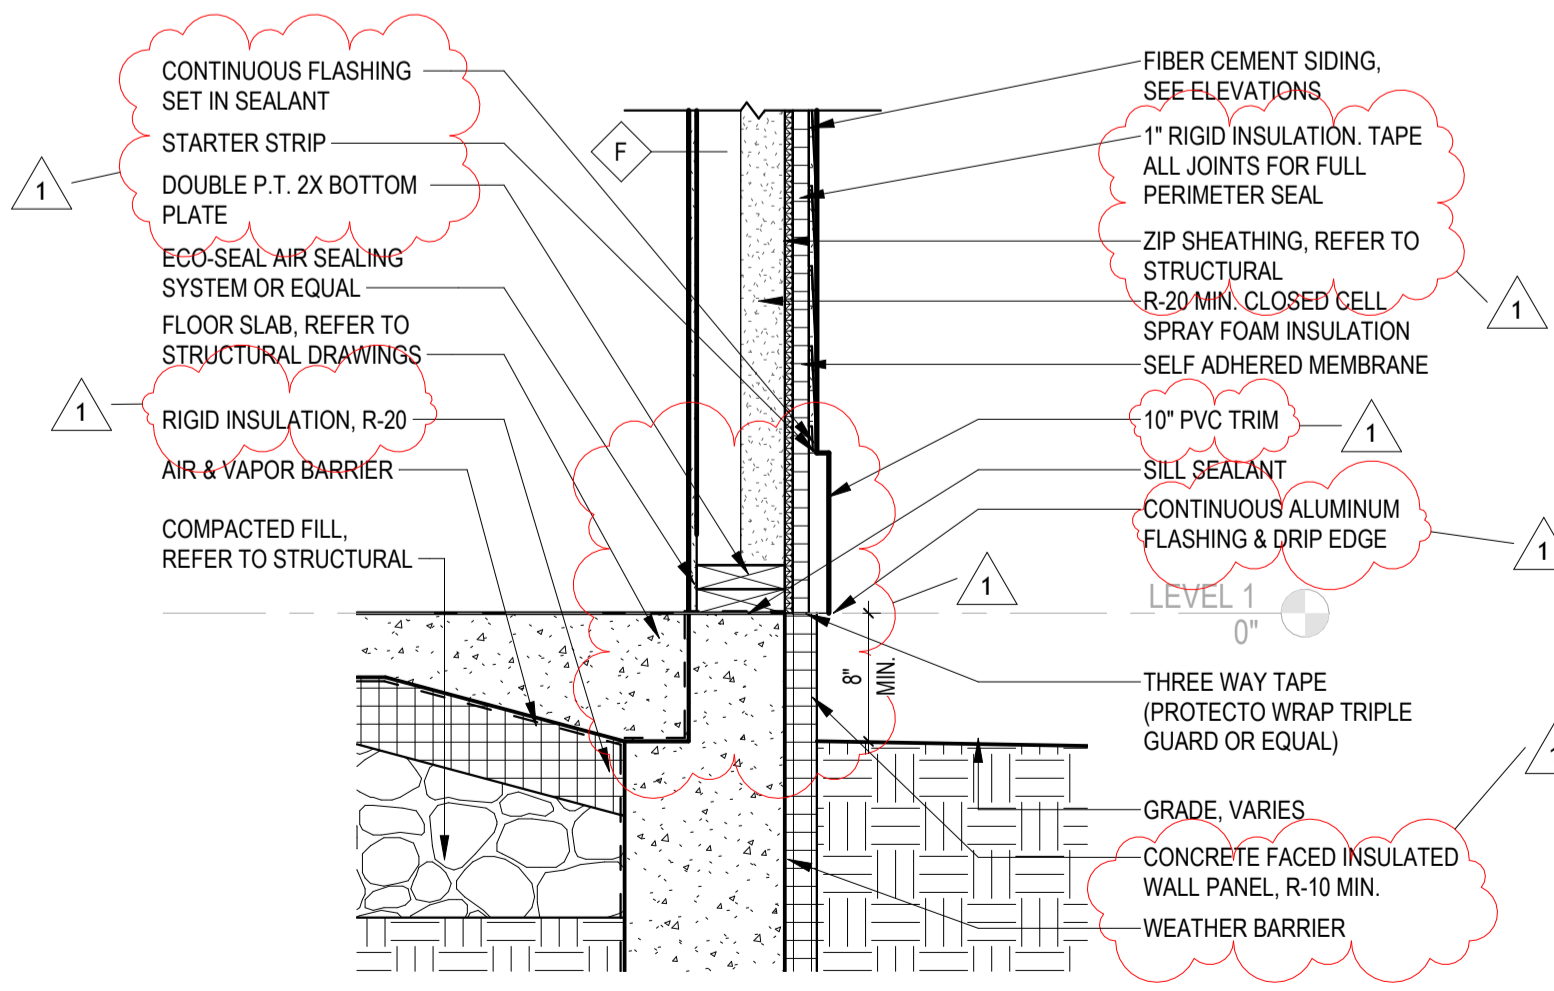 CONTINUOUS FLASHING
SET IN SEALANT
STARTER STRIP
1
DOUBLE P.T. 2X BOTTOM
PLATE
ECO-SEAL AIR SEALING
SYSTEM OR EQUAL
FLOOR SLAB, REFER TO
STRUCTURAL DRAWINGS
1
RIGID INSULATION, R-20
AIR & VAPOR BARRIER
COMPACTED FILL,
REFER TO STRUCTURAL
F
FIBER CEMENT SIDING,
SEE ELEVATIONS
1" RIGID INSULATION. TAPE
ALL JOINTS FOR FULL
PERIMETER SEAL
ZIP SHEATHING, REFER TO
STRUCTURAL
1
R-20 MIN. CLOSED CELL
SPRAY FOAM INSULATION
SELF ADHERED MEMBRANE
10" PVC TRIM
1
SILL SEALANT
CONTINUOUS ALUMINUM
FLASHING & DRIP EDGE
1
1
LEVEL 1
0"
8"
MIN.
THREE WAY TAPE
(PROTECTO WRAP TRIPLE
GUARD OR EQUAL)
1
GRADE, VARIES
CONCRETE FACED INSULATED
WALL PANEL, R-10 MIN.
WEATHER BARRIER